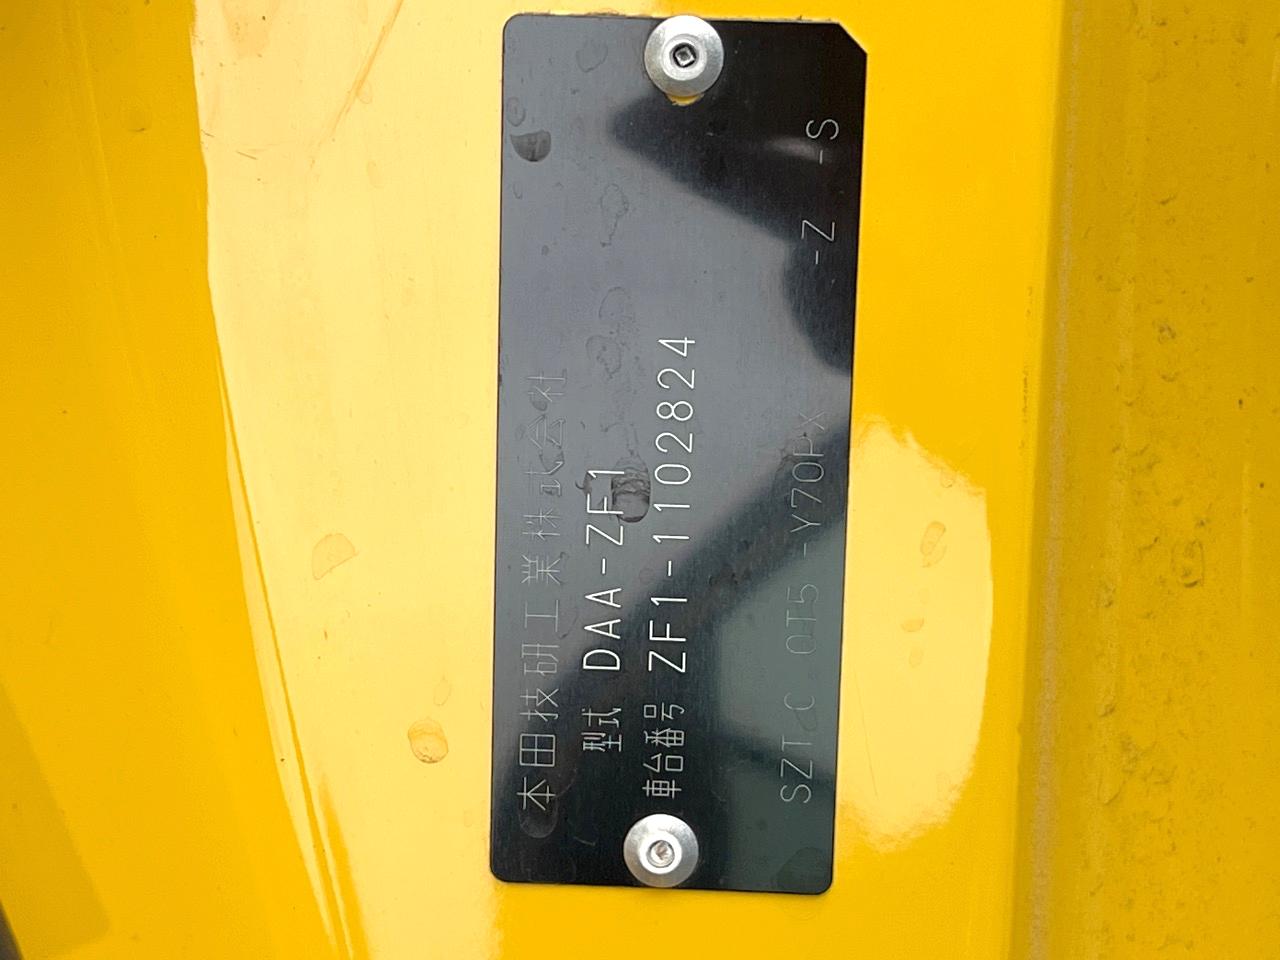 本田技研工業株式会社
型式 DAA-ZF1
車台番号 ZF1-1102824
SZT C 0T5 -Y70PX -Z -S